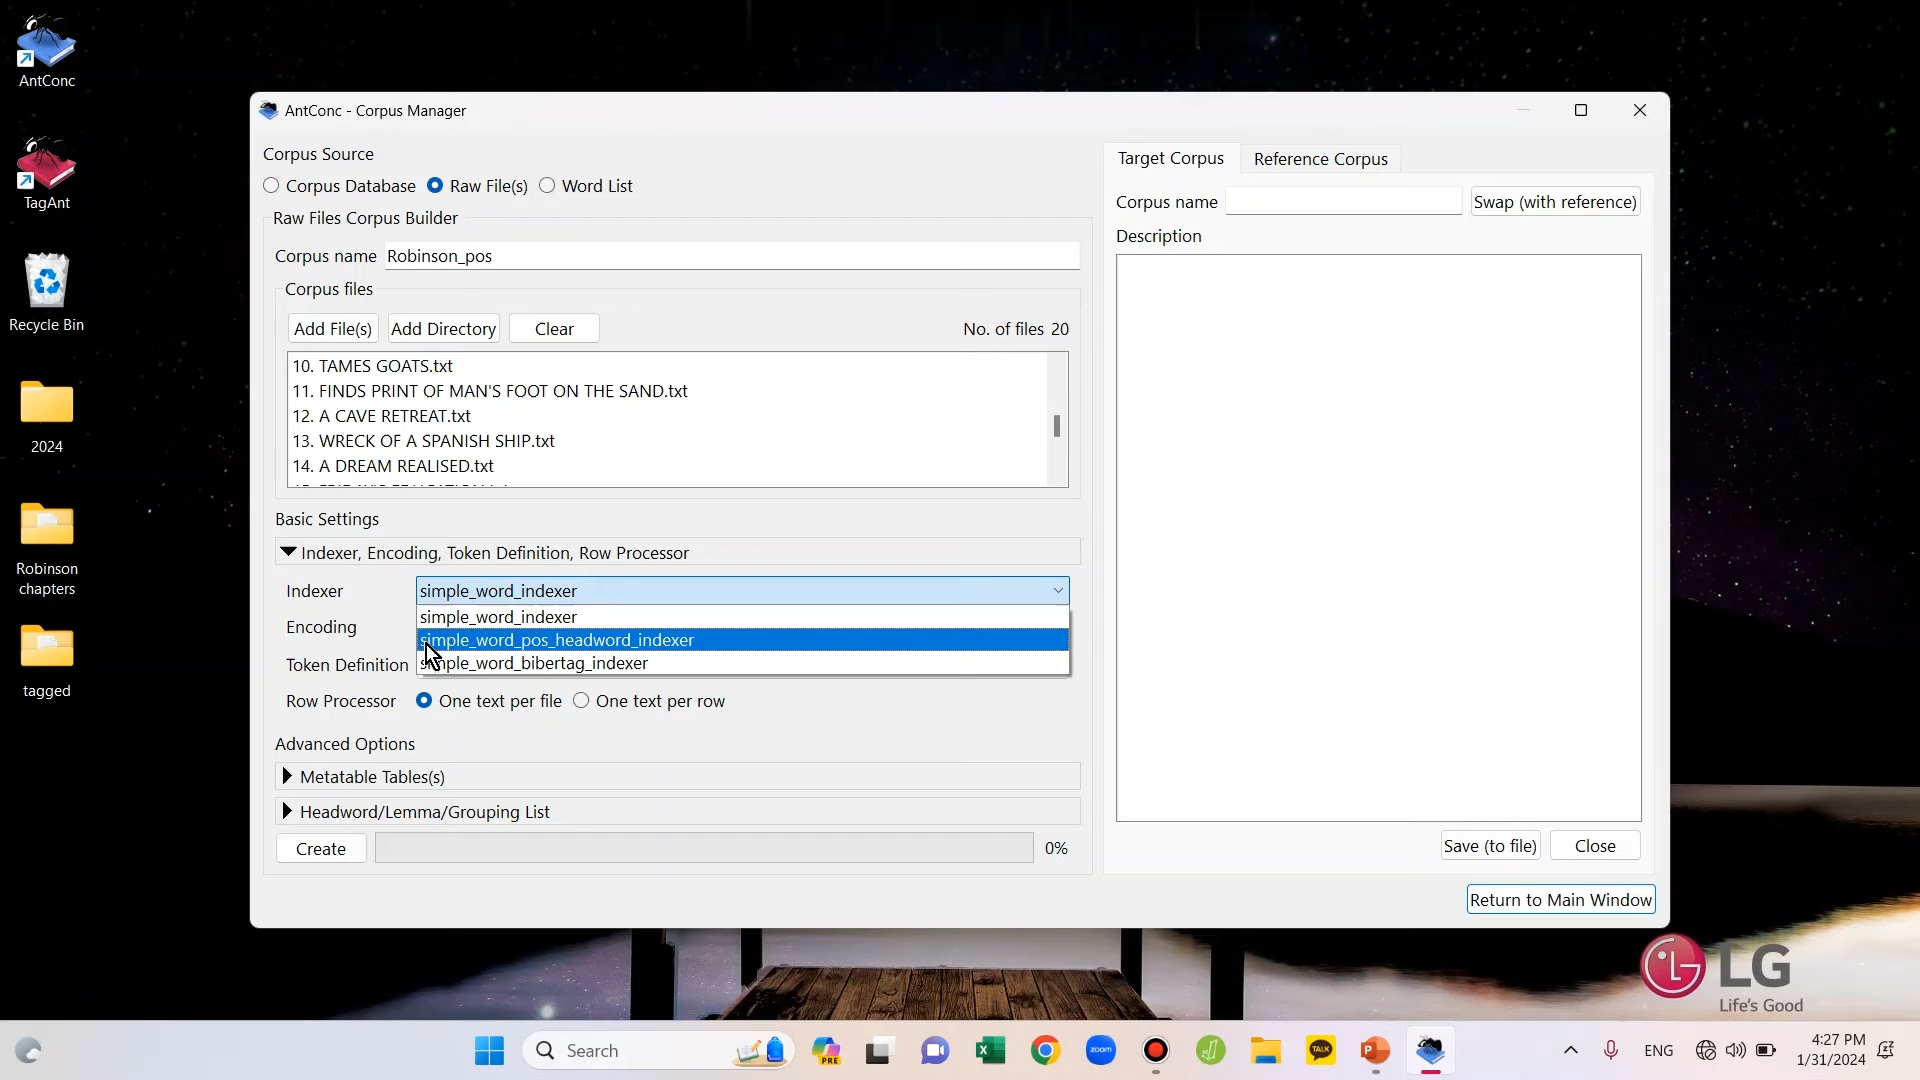 AntConc
TagAnt
Recycle Bin
2024
Robinson
chapters
tagged
AntConc - Corpus Manager
Corpus Source
Corpus Database
Raw File(s)
Word List
Raw Files Corpus Builder
Corpus name
Robinson_pos
Corpus files
Add File(s)
Add Directory
Clear
No. of files 20
10. TAMES GOATS.txt
11. FINDS PRINT OF MAN'S FOOT ON THE SAND.txt
12. A CAVE RETREAT.txt
13. WRECK OF A SPANISH SHIP.txt
14. A DREAM REALISED.txt
Basic Settings
Indexer, Encoding, Token Definition, Row Processor
Indexer
simple_word_indexer
simple_word_indexer
Encoding
simple_word_pos_headword_indexer
Token Definition
simple_word_bibertag_indexer
Row Processor
One text per file
One text per row
Advanced Options
Metatable Tables(s)
Headword/Lemma/Grouping List
Create
0%
Target Corpus
Reference Corpus
Corpus name
Swap (with reference)
Description
Save (to file)
Close
Return to Main Window
LG
Life's Good
Search
PRE
zoom
TALK
ENG
4:27 PM
1/31/2024